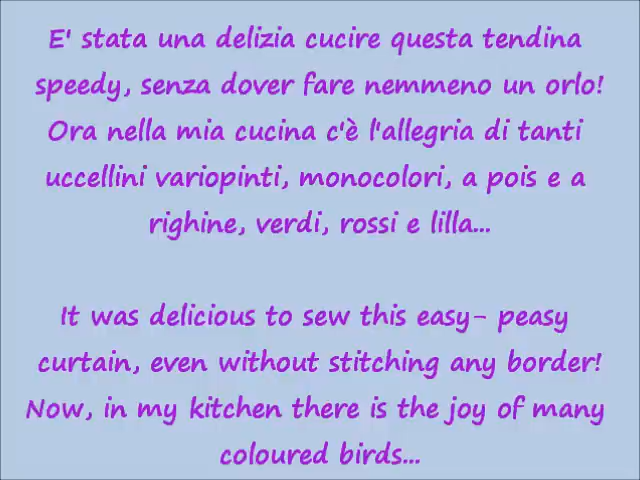 E' stata una delizia cucire questa tendina
speedy, senza dover fare nemmeno un orlo!
Ora nella mia cucina c'è l'allegria di tanti
uccellini variopinti, monocolori, a pois e a
righine, verdi, rossi e lilla...
It was delicious to sew this easy- peasy
curtain, even without stitching any border!
Now, in my kitchen there is the joy of many
coloured birds...